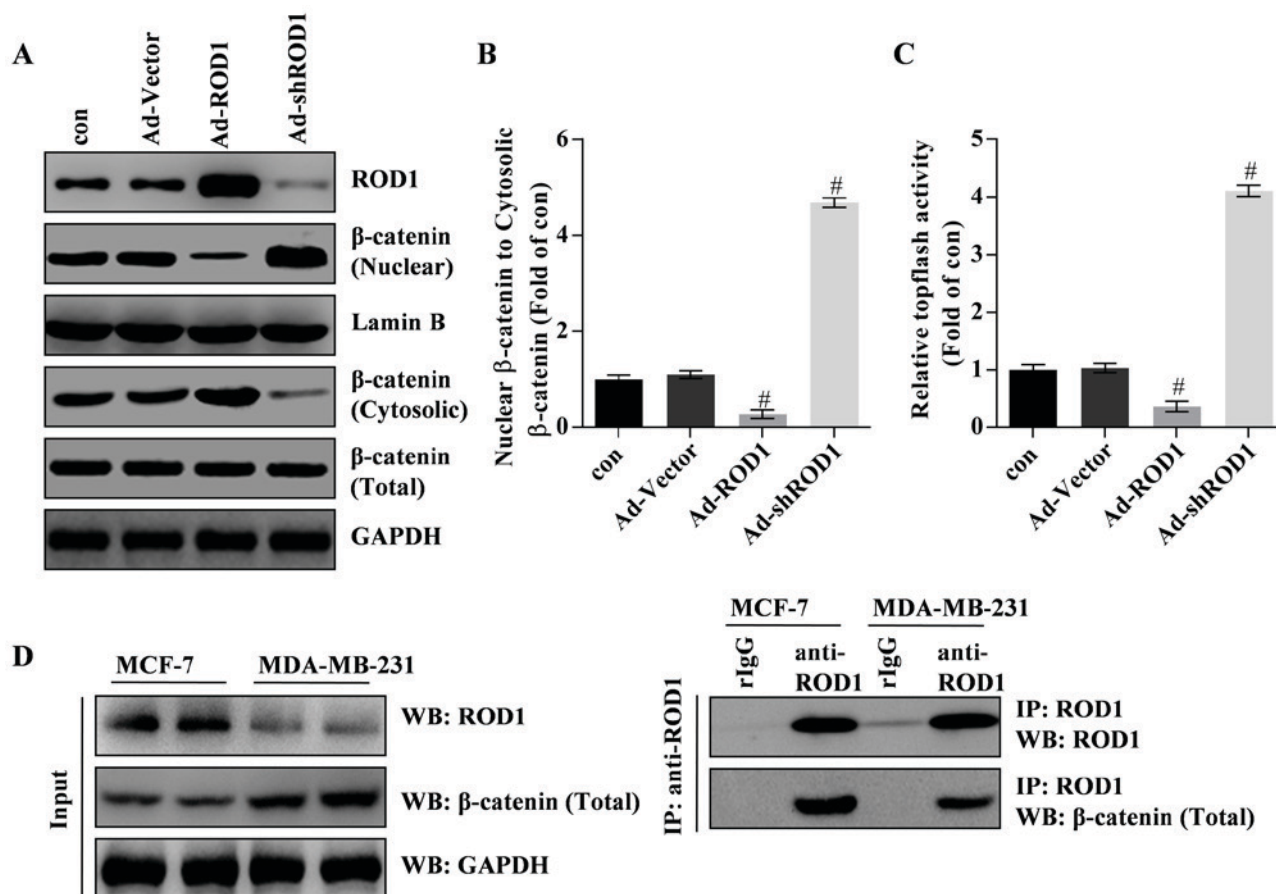 A
con
Ad-Vector
Ad-ROD1
Ad-shROD1
ROD1
β-catenin
(Nuclear)
Lamin B
β-catenin
(Cytosolic)
β-catenin
(Total)
GAPDH
B
Nuclear β-catenin to Cytosolic
β-catenin (Fold of con)
6
4
2
0
#
#
con
Ad-Vector
Ad-ROD1
Ad-shROD1
C
Relative topflash activity
(Fold of con)
5
4
3
2
1
0
#
#
con
Ad-Vector
Ad-ROD1
Ad-shROD1
D
Input
MCF-7
MDA-MB-231
WB: ROD1
WB: β-catenin (Total)
WB: GAPDH
IP: anti-ROD1
MCF-7
MDA-MB-231
rIgG
anti-
ROD1
rIgG
anti-
ROD1
IP: ROD1
WB: ROD1
IP: ROD1
WB: β-catenin (Total)